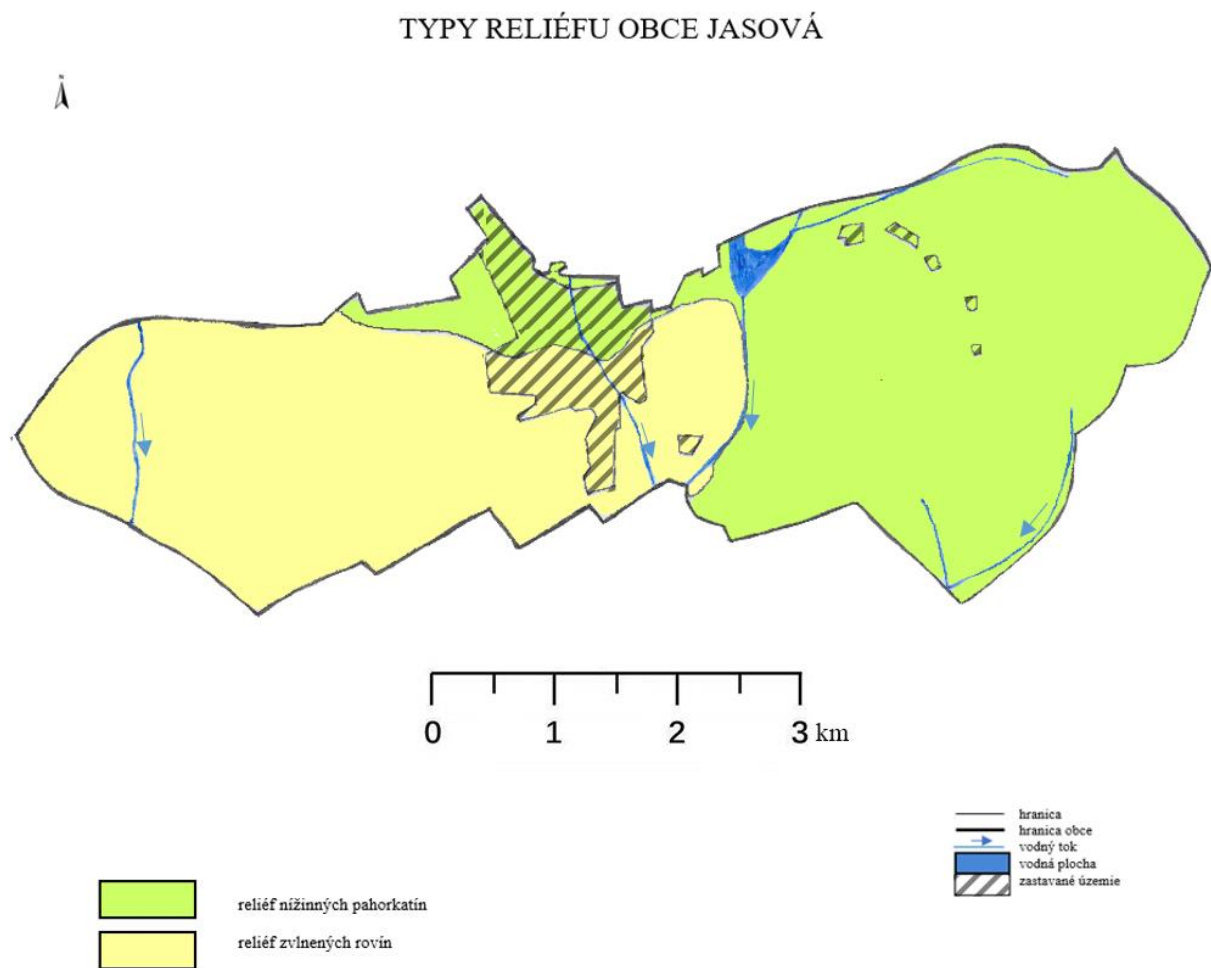 TYPY RELIÉFU OBCE JASOVÁ
N
0 1 2 3 km
hranica
hranica obce
vodný tok
vodná plocha
zastavané územie
reliéf nížinných pahorkatín
reliéf zvlnených rovín